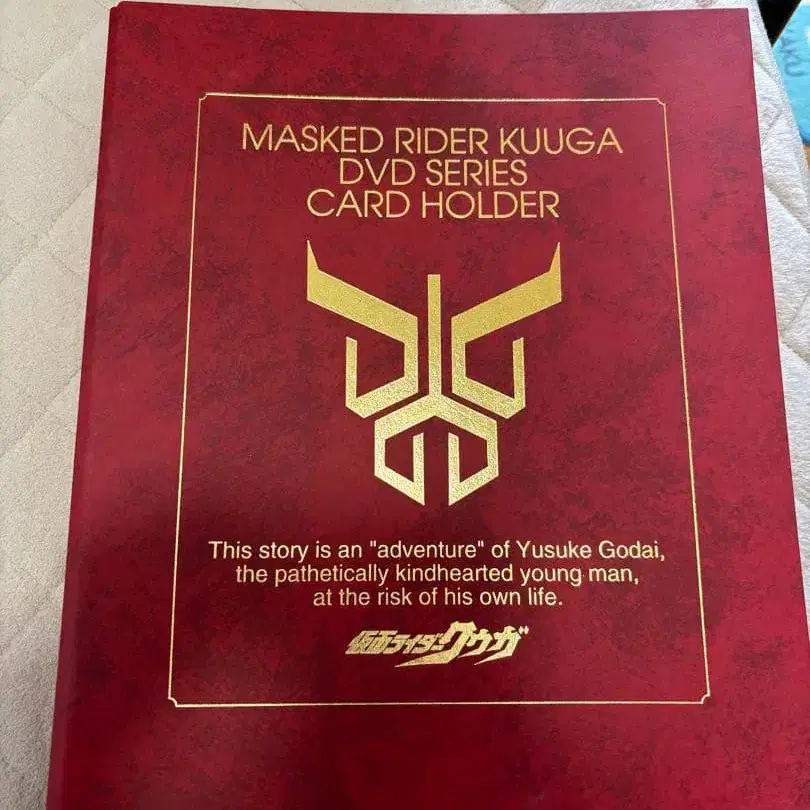 MASKED RIDER KUUGA
DVD SERIES
CARD HOLDER
This story is an "adventure" of Yusuke Godai,
the pathetically kindhearted young man,
at the risk of his own life.
仮面ライダークウガ